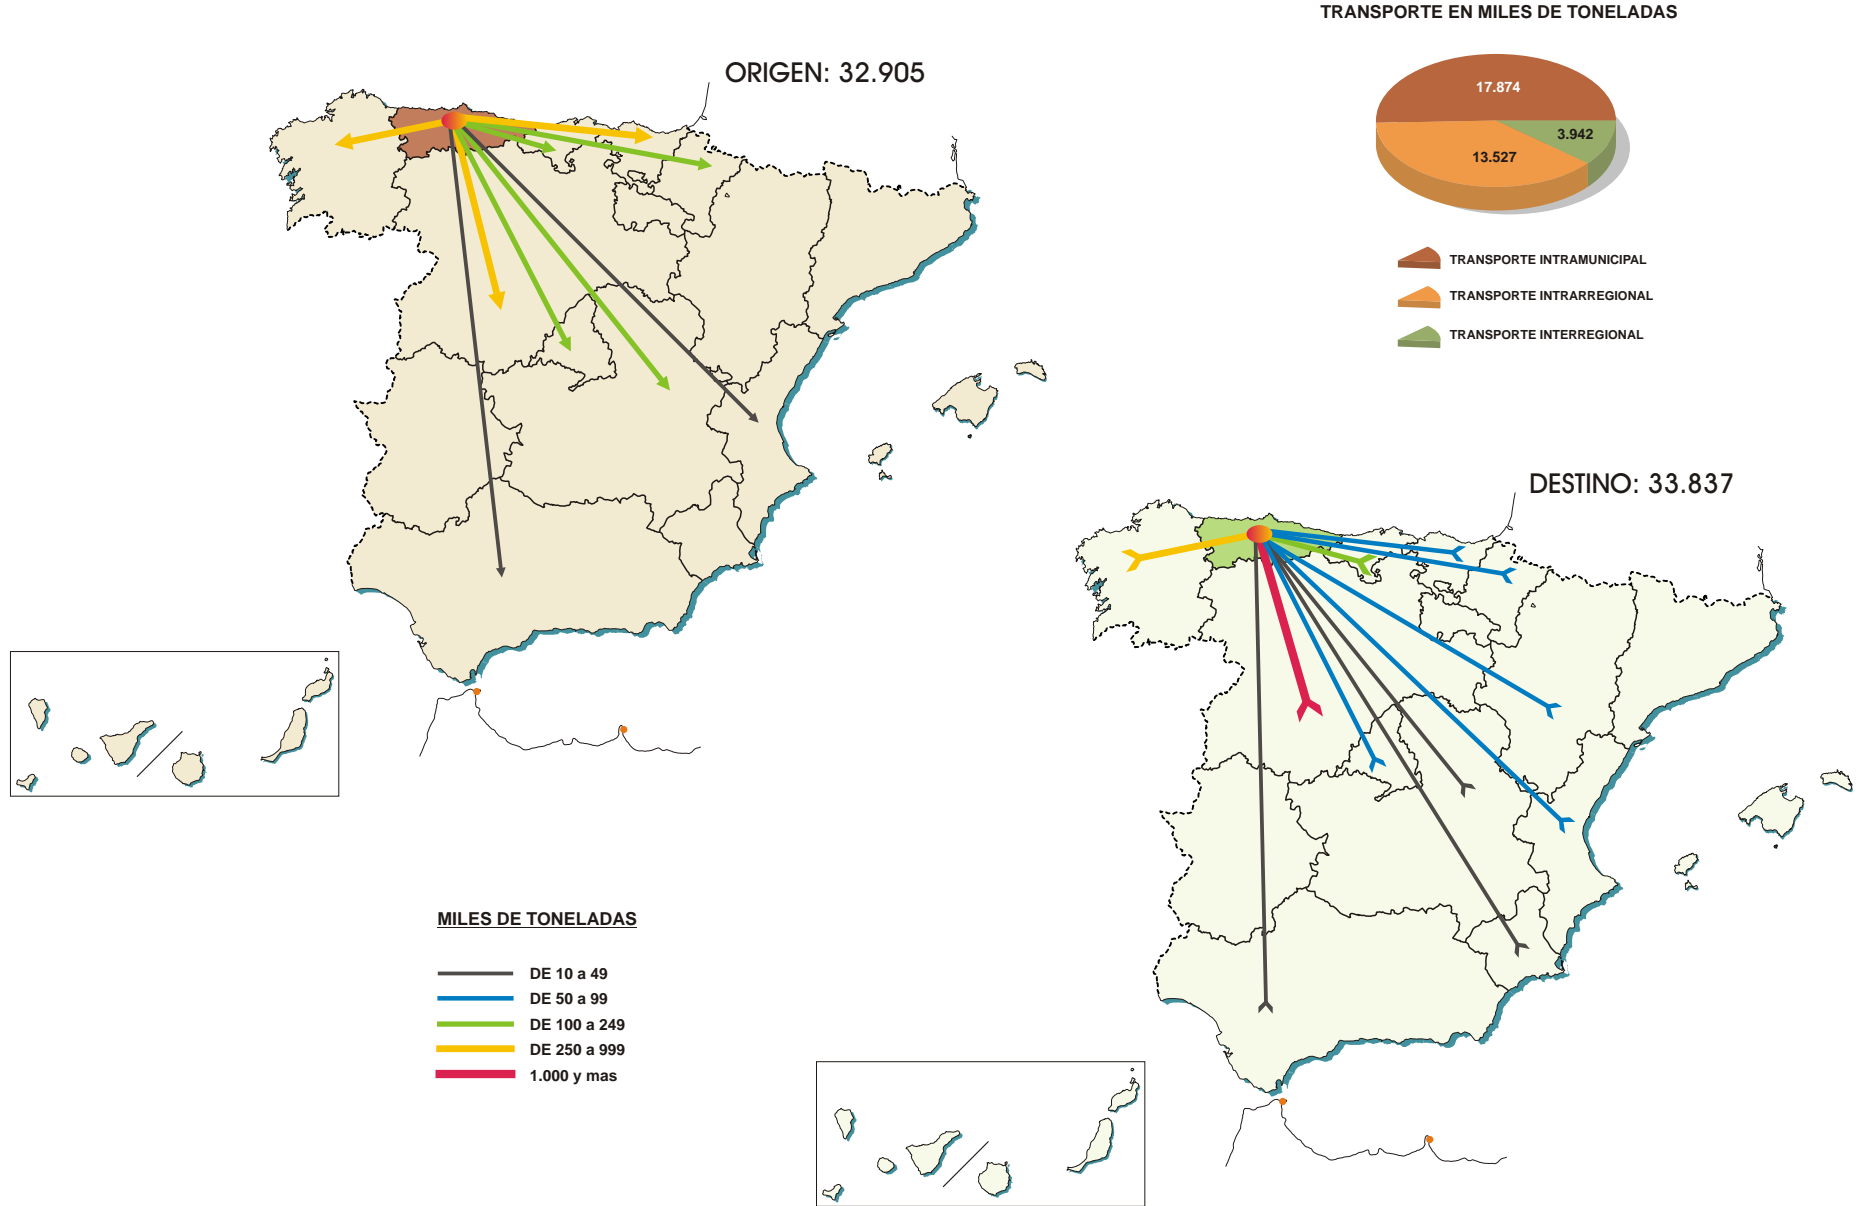 TRANSPORTE EN MILES DE TONELADAS
ORIGEN: 32.905
17.874
3.942
13.527
TRANSPORTE INTRAMUNICIPAL
TRANSPORTE INTRARREGIONAL
TRANSPORTE INTERREGIONAL
DESTINO: 33.837
MILES DE TONELADAS
DE 10 a 49
DE 50 a 99
DE 100 a 249
DE 250 a 999
1.000 y mas